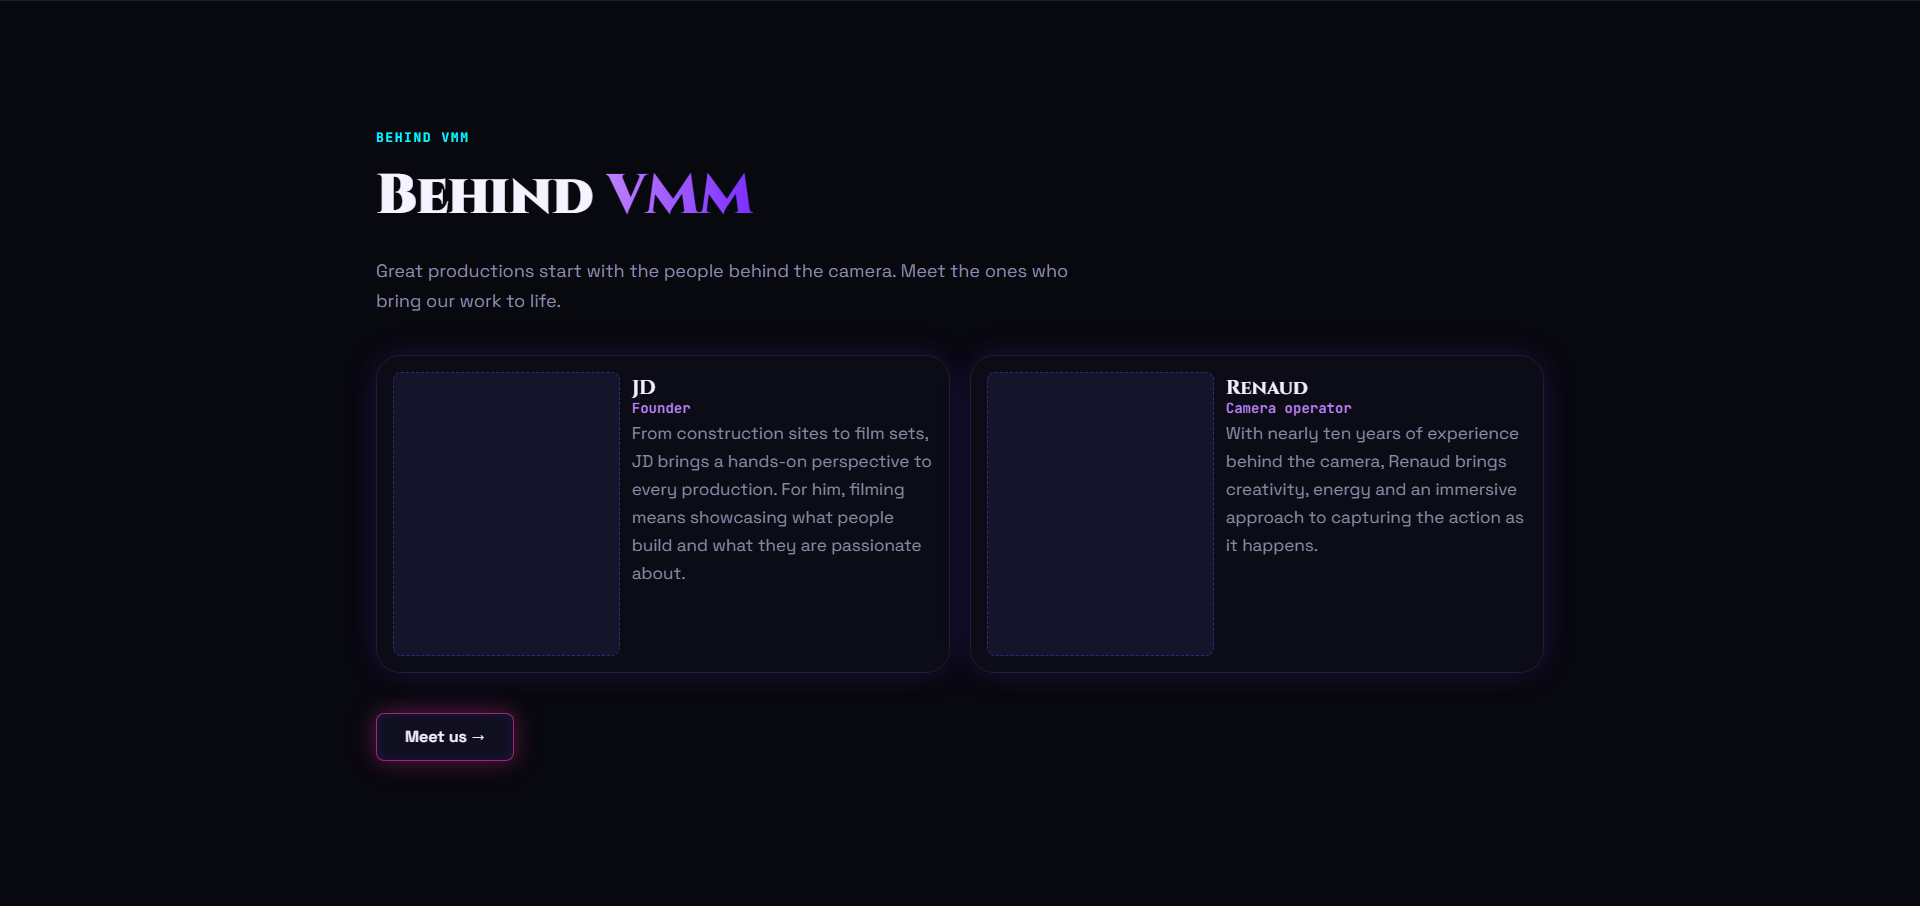 BEHIND VMM
Behind VMM
Great productions start with the people behind the camera. Meet the ones who
bring our work to life.
JD
Founder
From construction sites to film sets,
JD brings a hands-on perspective to
every production. For him, filming
means showcasing what people
build and what they are passionate
about.
Renaud
Camera operator
With nearly ten years of experience
behind the camera, Renaud brings
creativity, energy and an immersive
approach to capturing the action as
it happens.
Meet us →